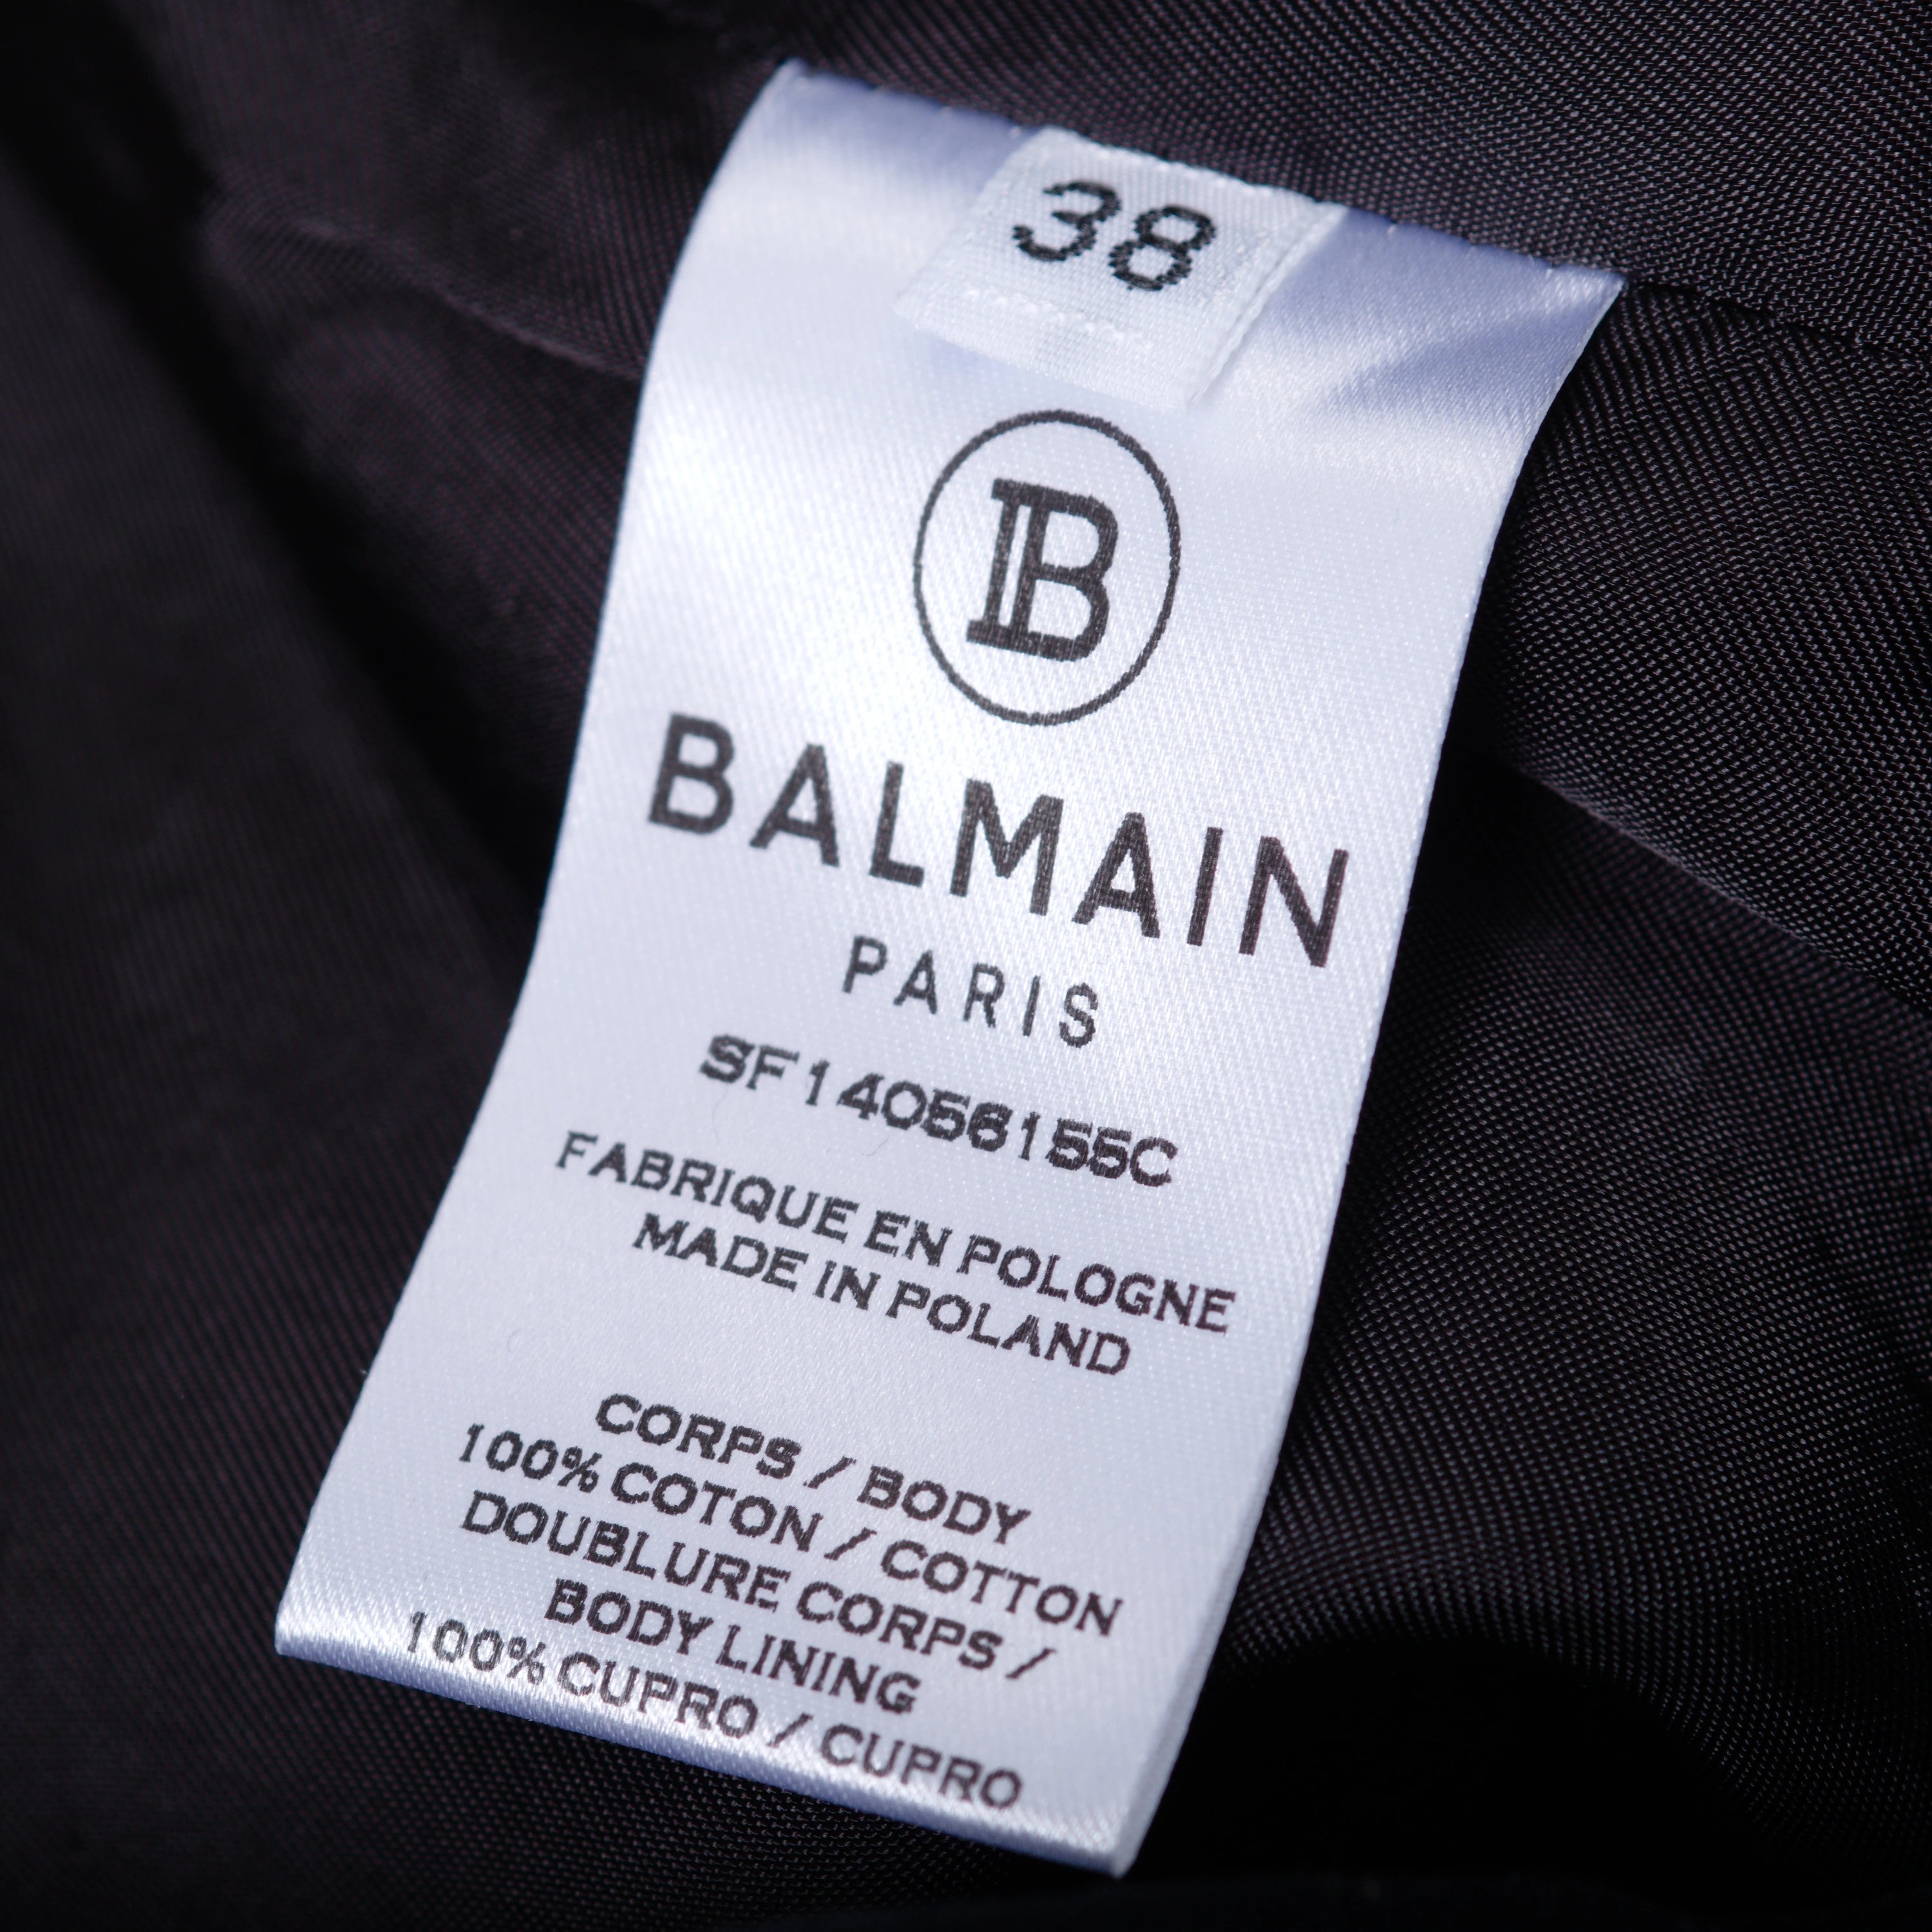 38
B
BALMAIN
PARIS
SF14056155C
FABRIQUE EN POLOGNE
MADE IN POLAND
CORPS / BODY
100% COTON / COTTON
DOUBLURE CORPS /
BODY LINING
100% CUPRO / CUPRO